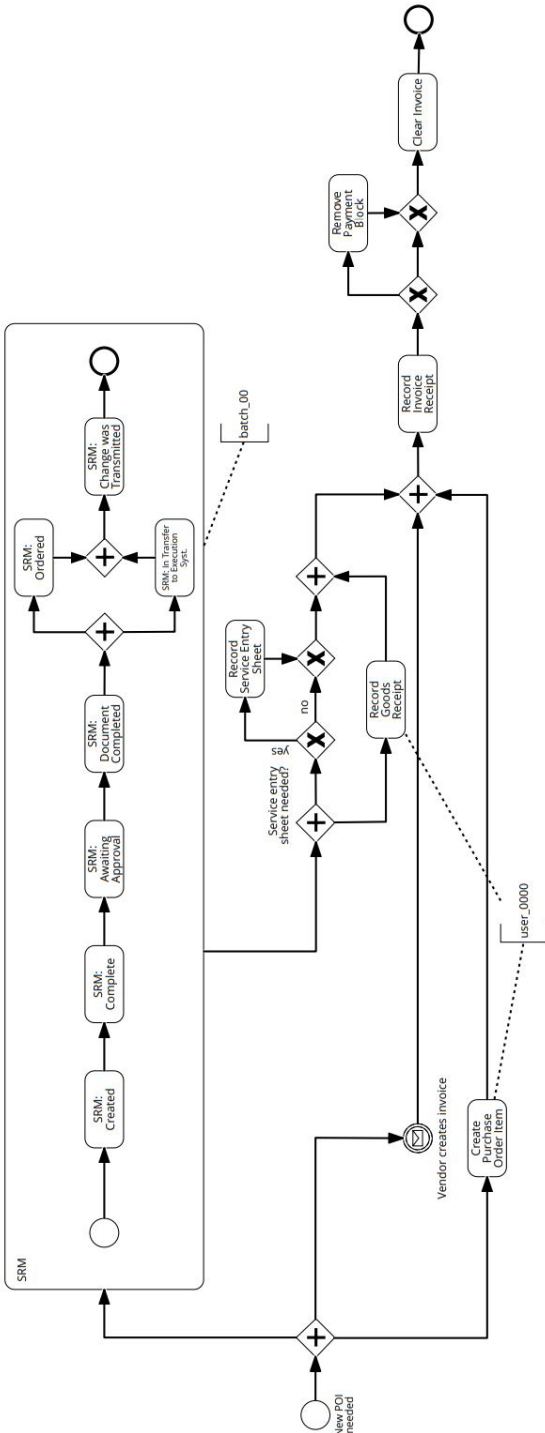 New POI
needed
SRM
SRM:
Created
SRM:
Complete
SRM:
Awaiting
Approval
SRM:
Document
Completed
SRM:
Ordered
SRM: In Transfer
to Execution
Syst.
SRM:
Change was
Transmitted
batch_00
Vendor creates invoice
Create
Purchase
Order Item
user_0000
Service entry
sheet needed?
yes
no
Record
Service Entry
Sheet
Record
Goods
Receipt
Record
Invoice
Receipt
Remove
Payment
Block
Clear Invoice